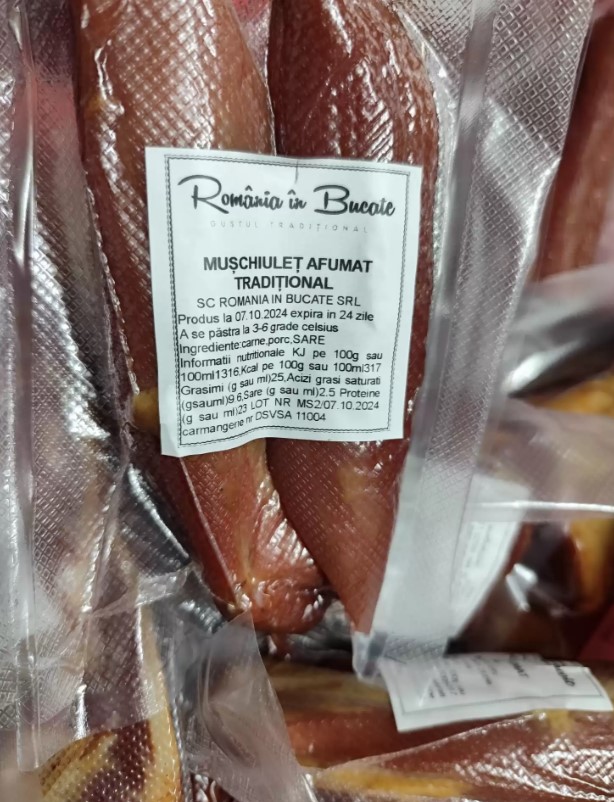 România în Bucate
GUSTUL TRADIȚIONAL
MUȘCHIULEȚ AFUMAT
TRADIȚIONAL
SC ROMANIA IN BUCATE SRL
Produs la 07.10.2024 expira in 24 zile
A se păstra la 3-6 grade celsius
Ingrediente:carne,porc,SARE
Informatii nutritionale KJ pe 100g sau
100ml1316,Kcal pe 100g sau 100ml317
Grasimi (g sau ml)25,Acizi grasi saturati
(gsauml)9.6,Sare (g sau ml)2.5 Proteine
(g sau ml)23 LOT NR MS2/07.10.2024
carmangerie nr DSVSA 11004